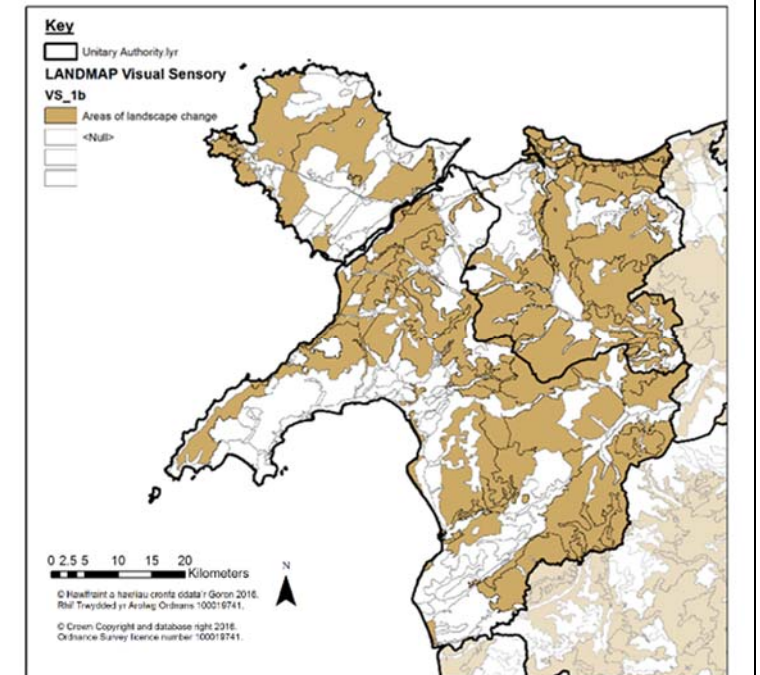 Key
Unitary Authority.lyr
LANDMAP Visual Sensory
VS_1b
Areas of landscape change
<Null>
0 2.5 5 10 15 20
Kilometers
N
© Hawlfraint a hawliau cronfa ddata'r Goron 2016.
Rhif Trwydded yr Arolwg Ordnans 100019741.
© Crown Copyright and database right 2016.
Ordnance Survey licence number 100019741.